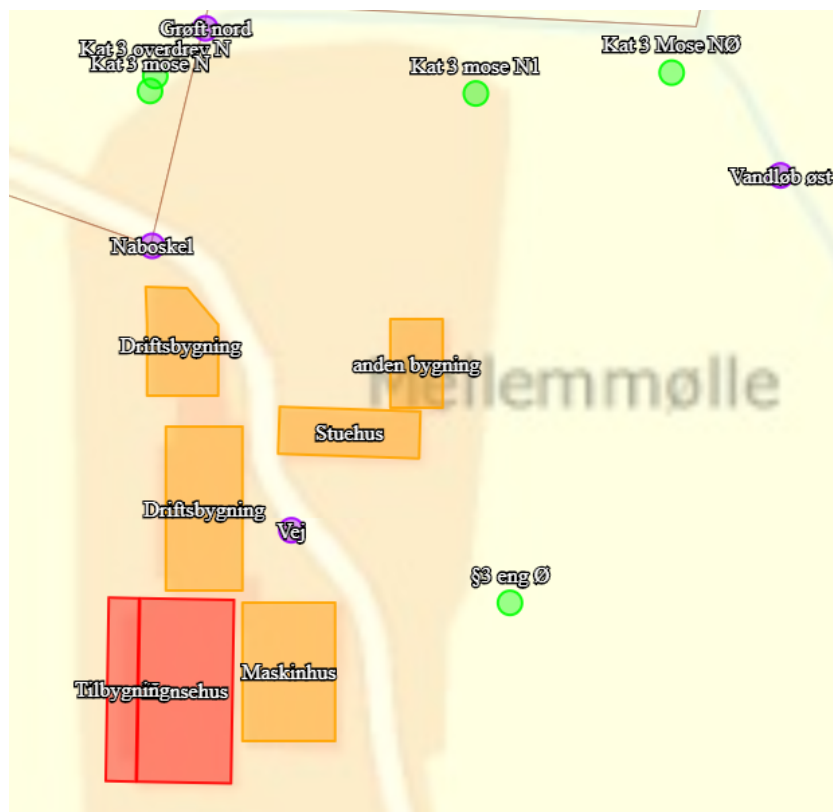 Grøft nord
Kat 3 overdrev N
Kat 3 mose N
Kat 3 mose N1
Kat 3 Mose NØ
Vandløb øst
Naboskel
Driftsbygning
anden bygning
Mellemmølle
Stuehus
Driftsbygning
Vej
§3 eng Ø
Maskinhus
Tilbygning